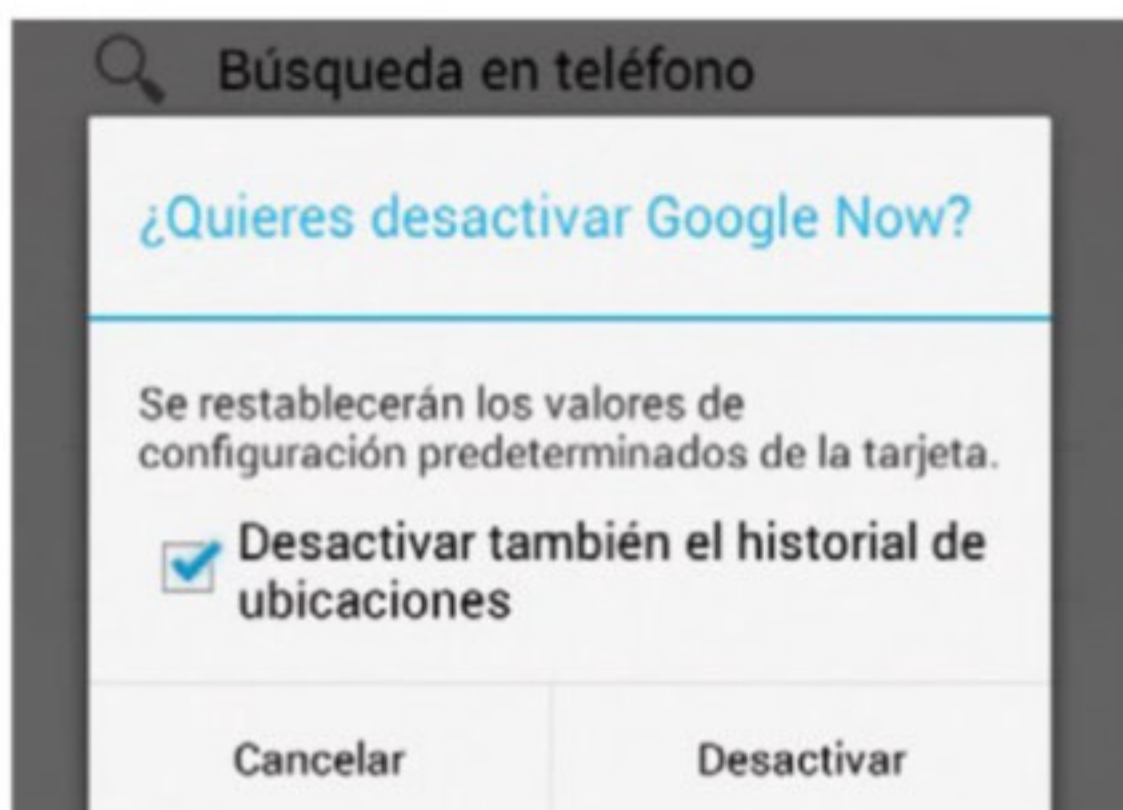 Búsqueda en teléfono
¿Quieres desactivar Google Now?
Se restablecerán los valores de
configuración predeterminados de la tarjeta.
Desactivar también el historial de
ubicaciones
Cancelar
Desactivar